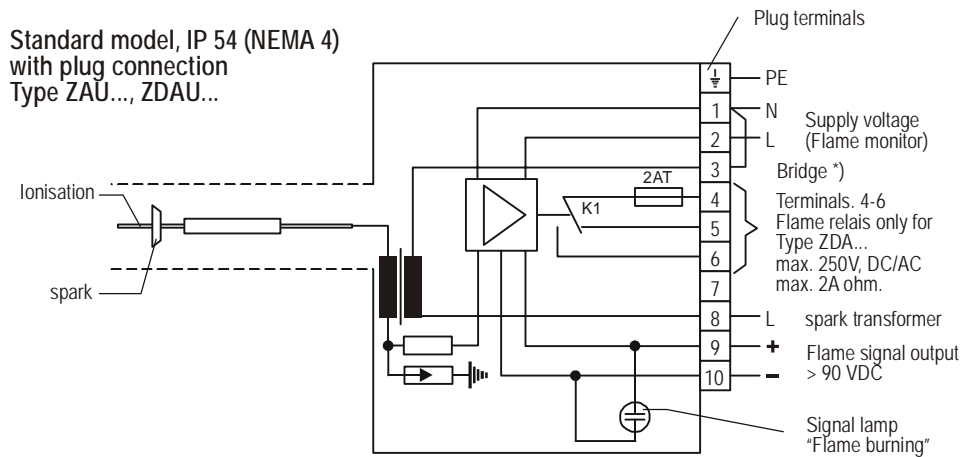 Plug terminals
Standard model, IP 54 (NEMA 4)
with plug connection
Type ZAU..., ZDAU...
PE
1
N
2
L
Supply voltage
(Flame monitor)
3
Bridge *)
2AT
4
K1
5
6
7
Terminals. 4-6
Flame relais only for
Type ZDA...
max. 250V, DC/AC
max. 2A ohm.
Ionisation
spark
8
L
spark transformer
9
+
10
-
Flame signal output
> 90 VDC
Signal lamp
"Flame burning"